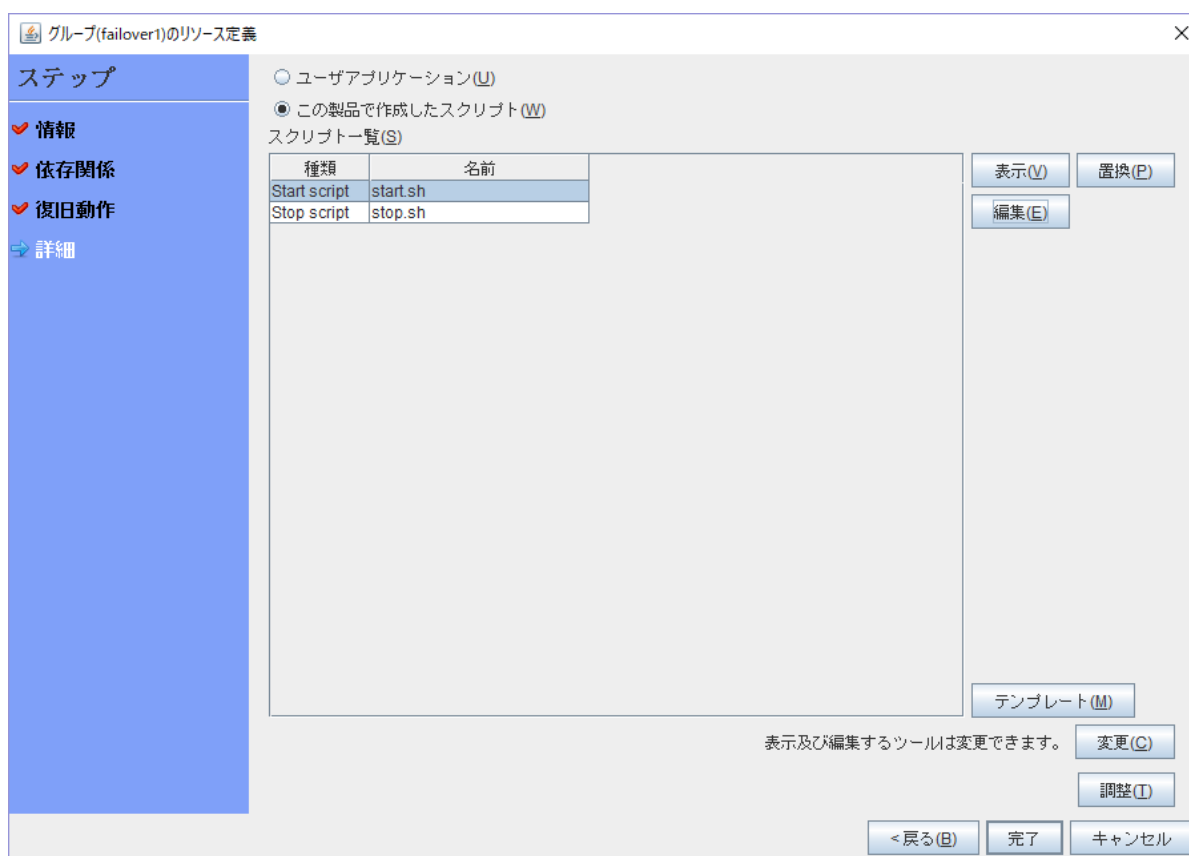 グループ(failover1)のリソース定義
ステップ
情報
依存関係
復旧動作
詳細
ユーザアプリケーション(U)
この製品で作成したスクリプト(W)
スクリプト一覧(S)
種類 名前
Start script start.sh
Stop script stop.sh
表示(V) 置換(P)
編集(E)
テンプレート(M)
表示及び編集するツールは変更できます。 変更(C)
調整(T)
<戻る(B) 完了 キャンセル